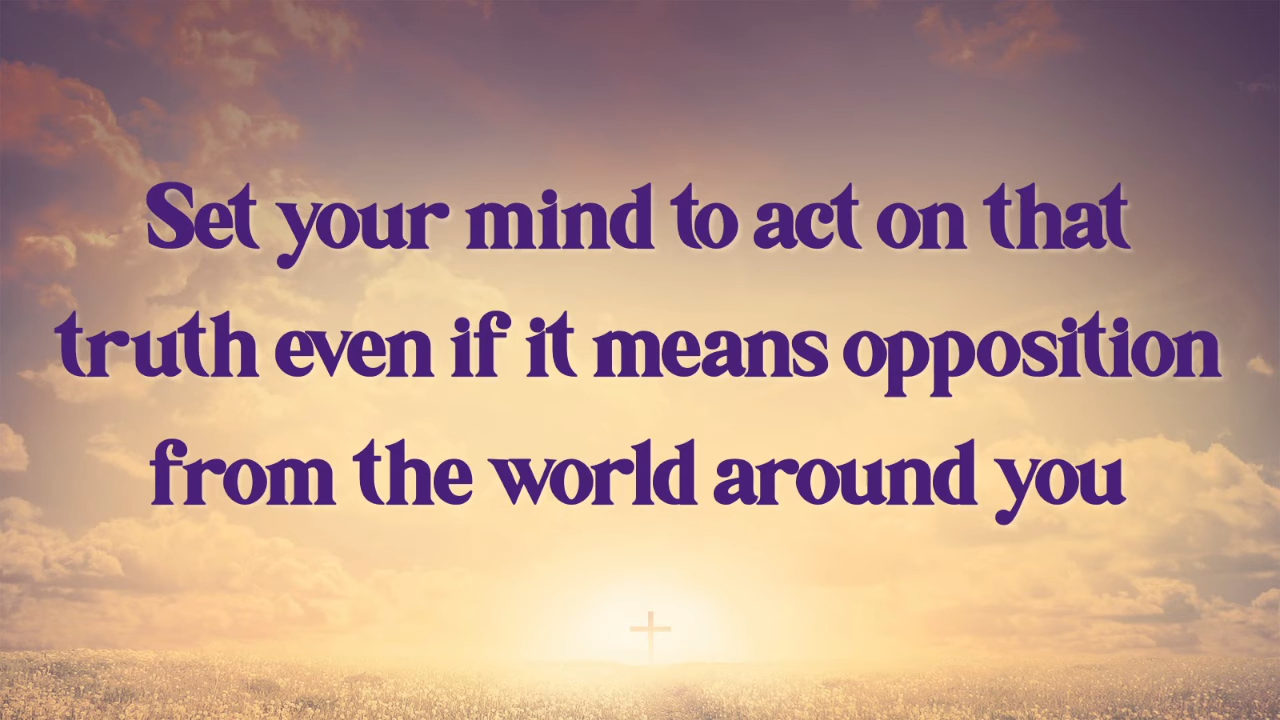 Set your mind to act on that
truth even if it means opposition
from the world around you